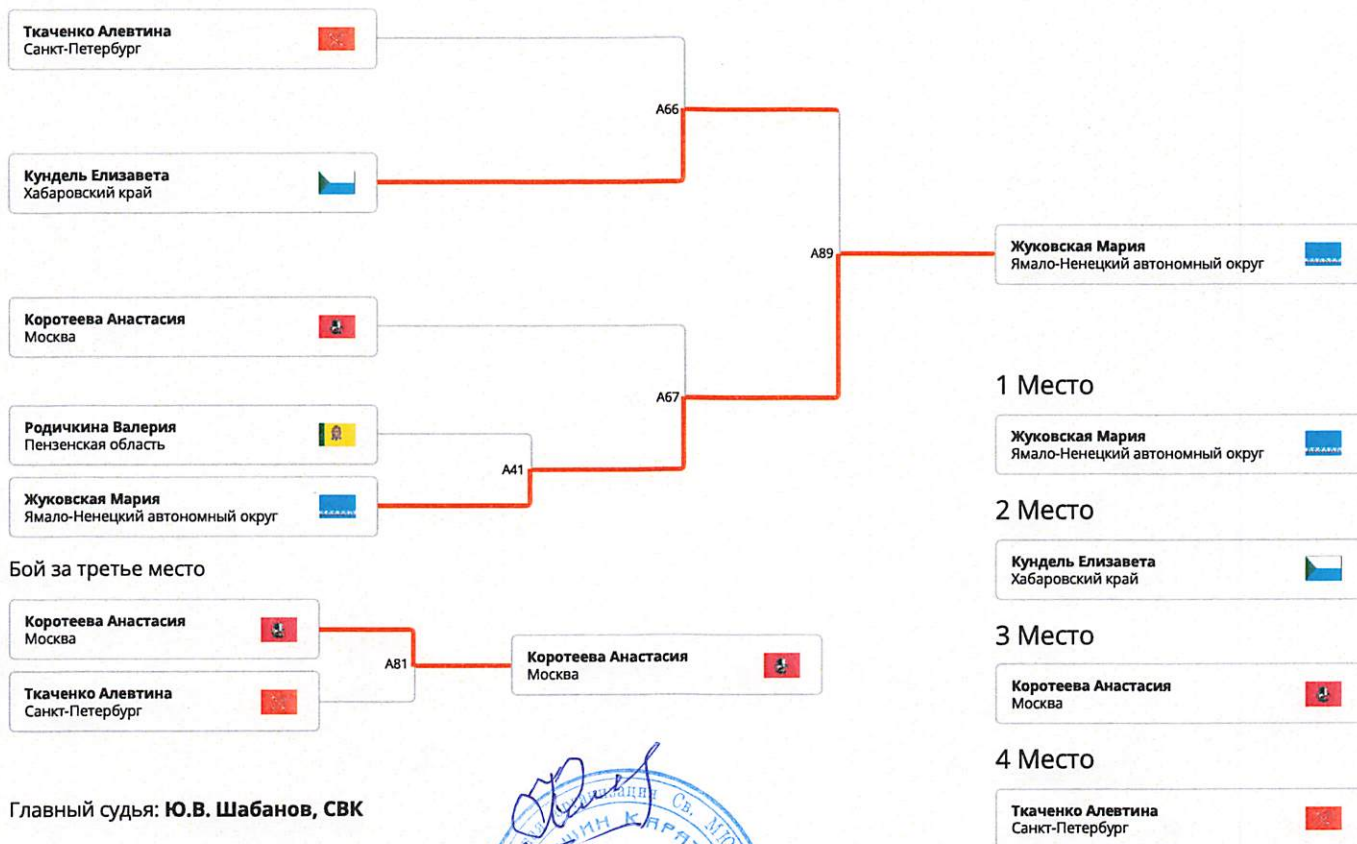 Ткаченко Алевтина
Санкт-Петербург
A66
Кундель Елизавета
Хабаровский край
A89
Жуковская Мария
Ямало-Ненецкий автономный округ
Коротеева Анастасия
Москва
A67
Родичкина Валерия
Пензенская область
A41
Жуковская Мария
Ямало-Ненецкий автономный округ
1 Место
Жуковская Мария
Ямало-Ненецкий автономный округ
2 Место
Кундель Елизавета
Хабаровский край
3 Место
Коротеева Анастасия
Москва
4 Место
Ткаченко Алевтина
Санкт-Петербург
Бой за третье место
Коротеева Анастасия
Москва
A81
Ткаченко Алевтина
Санкт-Петербург
Коротеева Анастасия
Москва
Главный судья: Ю.В. Шабанов, СВК